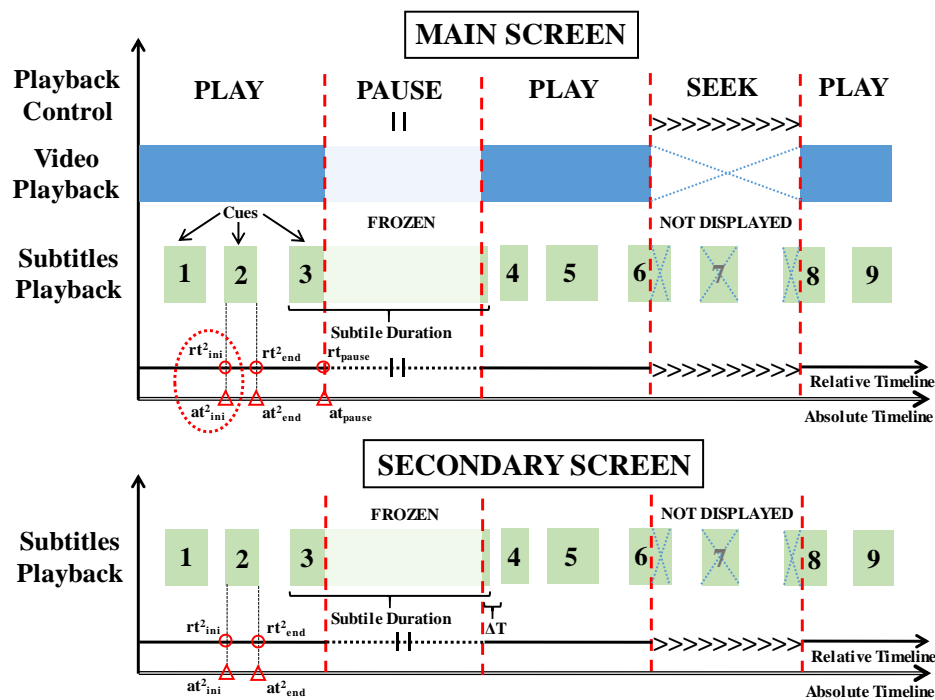 MAIN SCREEN
Playback Control
PLAY PAUSE PLAY SEEK PLAY
>>>>>>>>>>>>
Video Playback
Cues FROZEN NOT DISPLAYED
Subtitles Playback
1 2 3 4 5 6 7 8 9
Subtile Duration
rt²ini rt²end rtpause
>>>>>>>>>>>>
Relative Timeline
at²ini at²end atpause
Absolute Timeline
SECONDARY SCREEN
FROZEN NOT DISPLAYED
Subtitles Playback
1 2 3 4 5 6 7 8 9
Subtile Duration ΔT
rt²ini rt²end
>>>>>>>>>>>>
Relative Timeline
at²ini at²end
Absolute Timeline